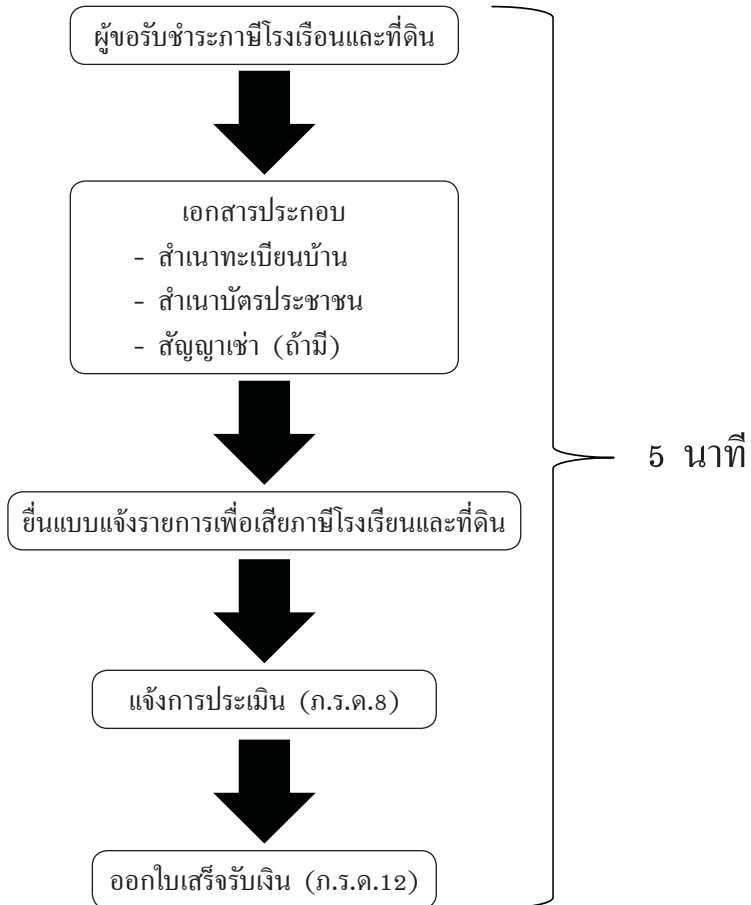 ผู้ขอรับชำระภาษีโรงเรือนและที่ดิน
เอกสารประกอบ
- สำเนาทะเบียนบ้าน
- สำเนาบัตรประชาชน
- สัญญาเช่า (ถ้ามี)
5 นาที
ยื่นแบบแจ้งรายการเพื่อเสียภาษีโรงเรียนและที่ดิน
แจ้งการประเมิน (ภ.ร.ด.8)
ออกใบเสร็จรับเงิน (ภ.ร.ด.12)